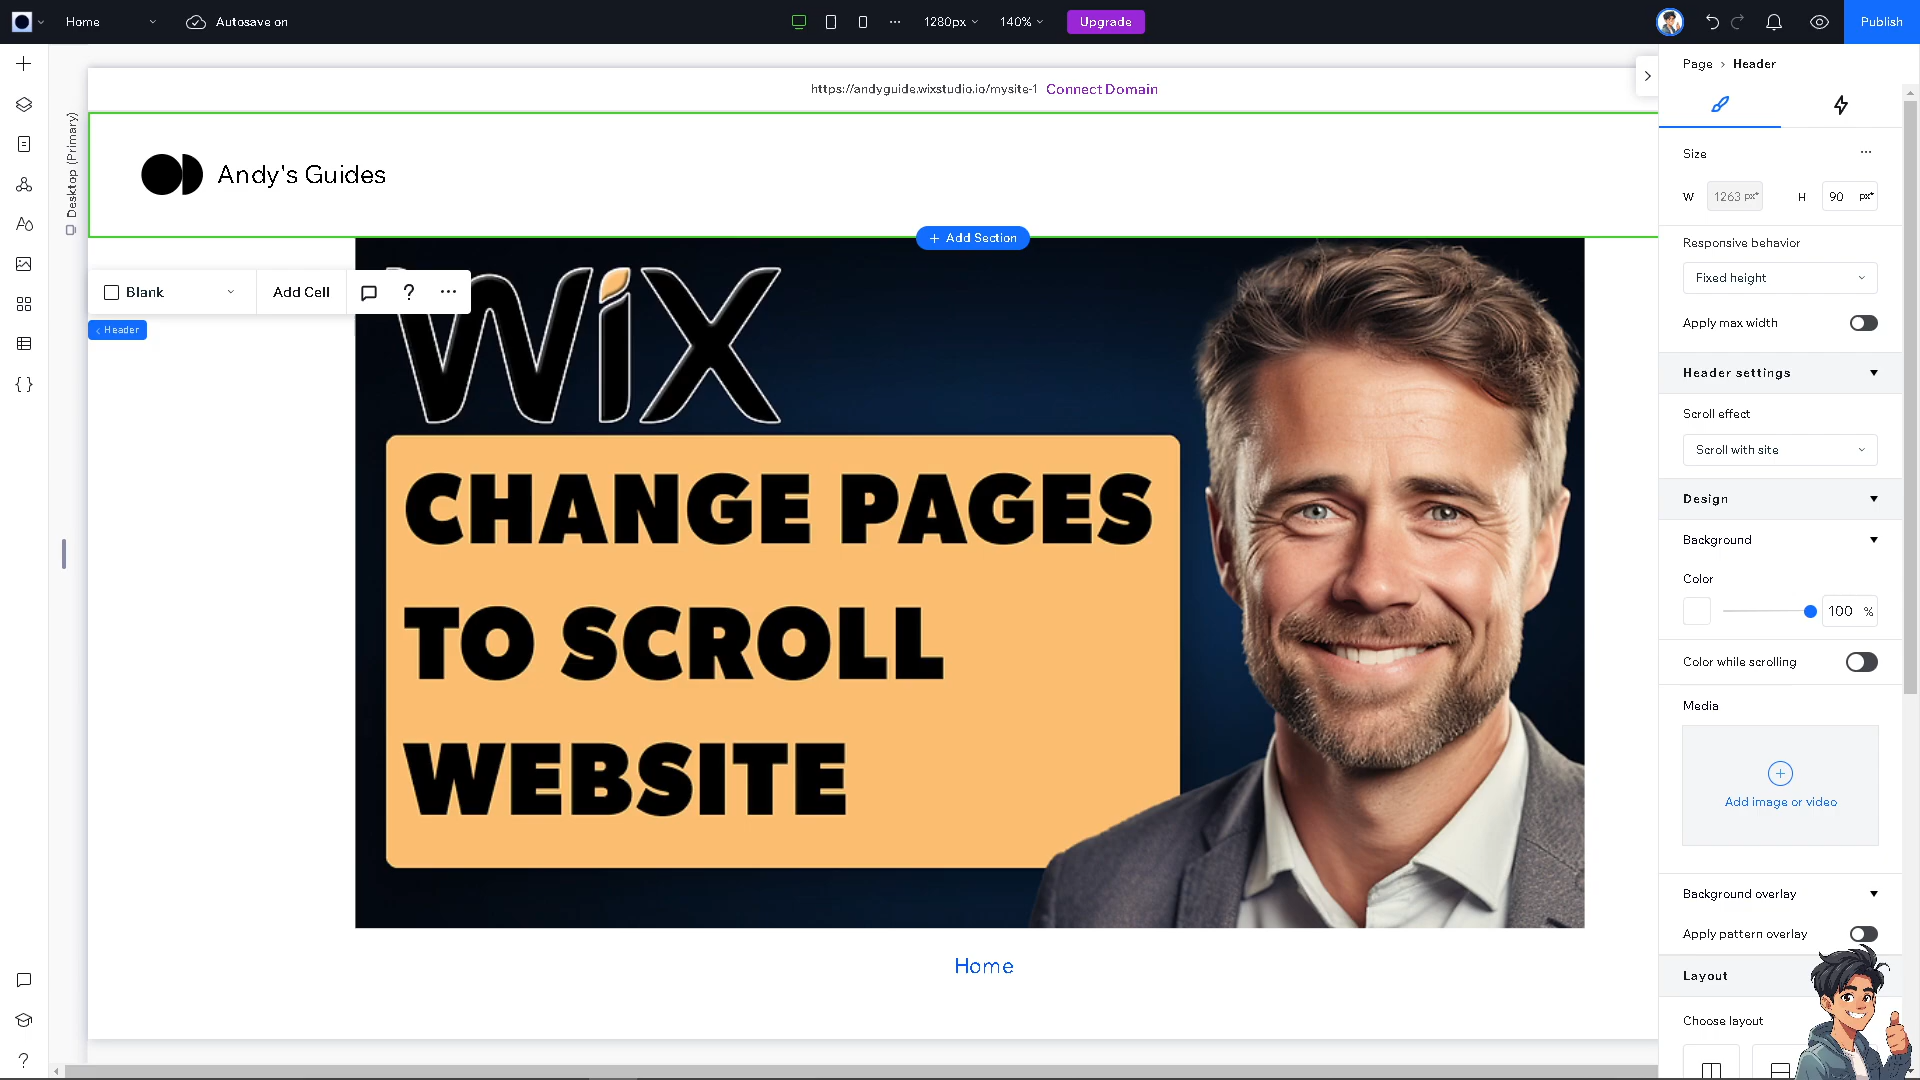 Home
Autosave on
1280px
140%
Upgrade
Publish
https://andyguide.wixstudio.io/mysite-1 Connect Domain
Desktop (Primary)
Andy's Guides
+ Add Section
Blank
Add Cell
?
< Header
WiX
CHANGE PAGES
TO SCROLL
WEBSITE
Home
Page > Header
Size
W 1263 px* H 90 px*
Responsive behavior
Fixed height
Apply max width
Header settings
Scroll effect
Scroll with site
Design
Background
Color
100 %
Color while scrolling
Media
Add image or video
Background overlay
Apply pattern overlay
Layout
Choose layout
?